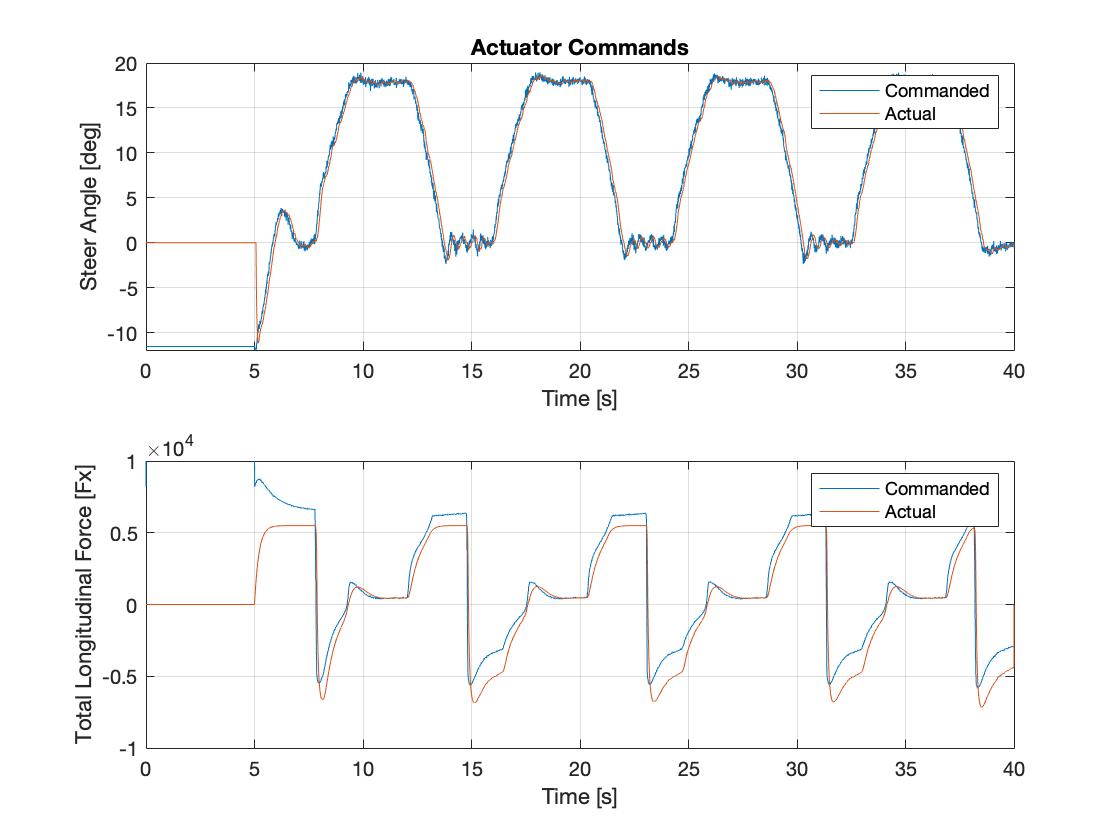 Actuator Commands
20
15
10
5
0
-5
-10
Steer Angle [deg]
Commanded
Actual
0 5 10 15 20 25 30 35 40
Time [s]
×10^4
1
0.5
0
-0.5
-1
Total Longitudinal Force [Fx]
Commanded
Actual
0 5 10 15 20 25 30 35 40
Time [s]